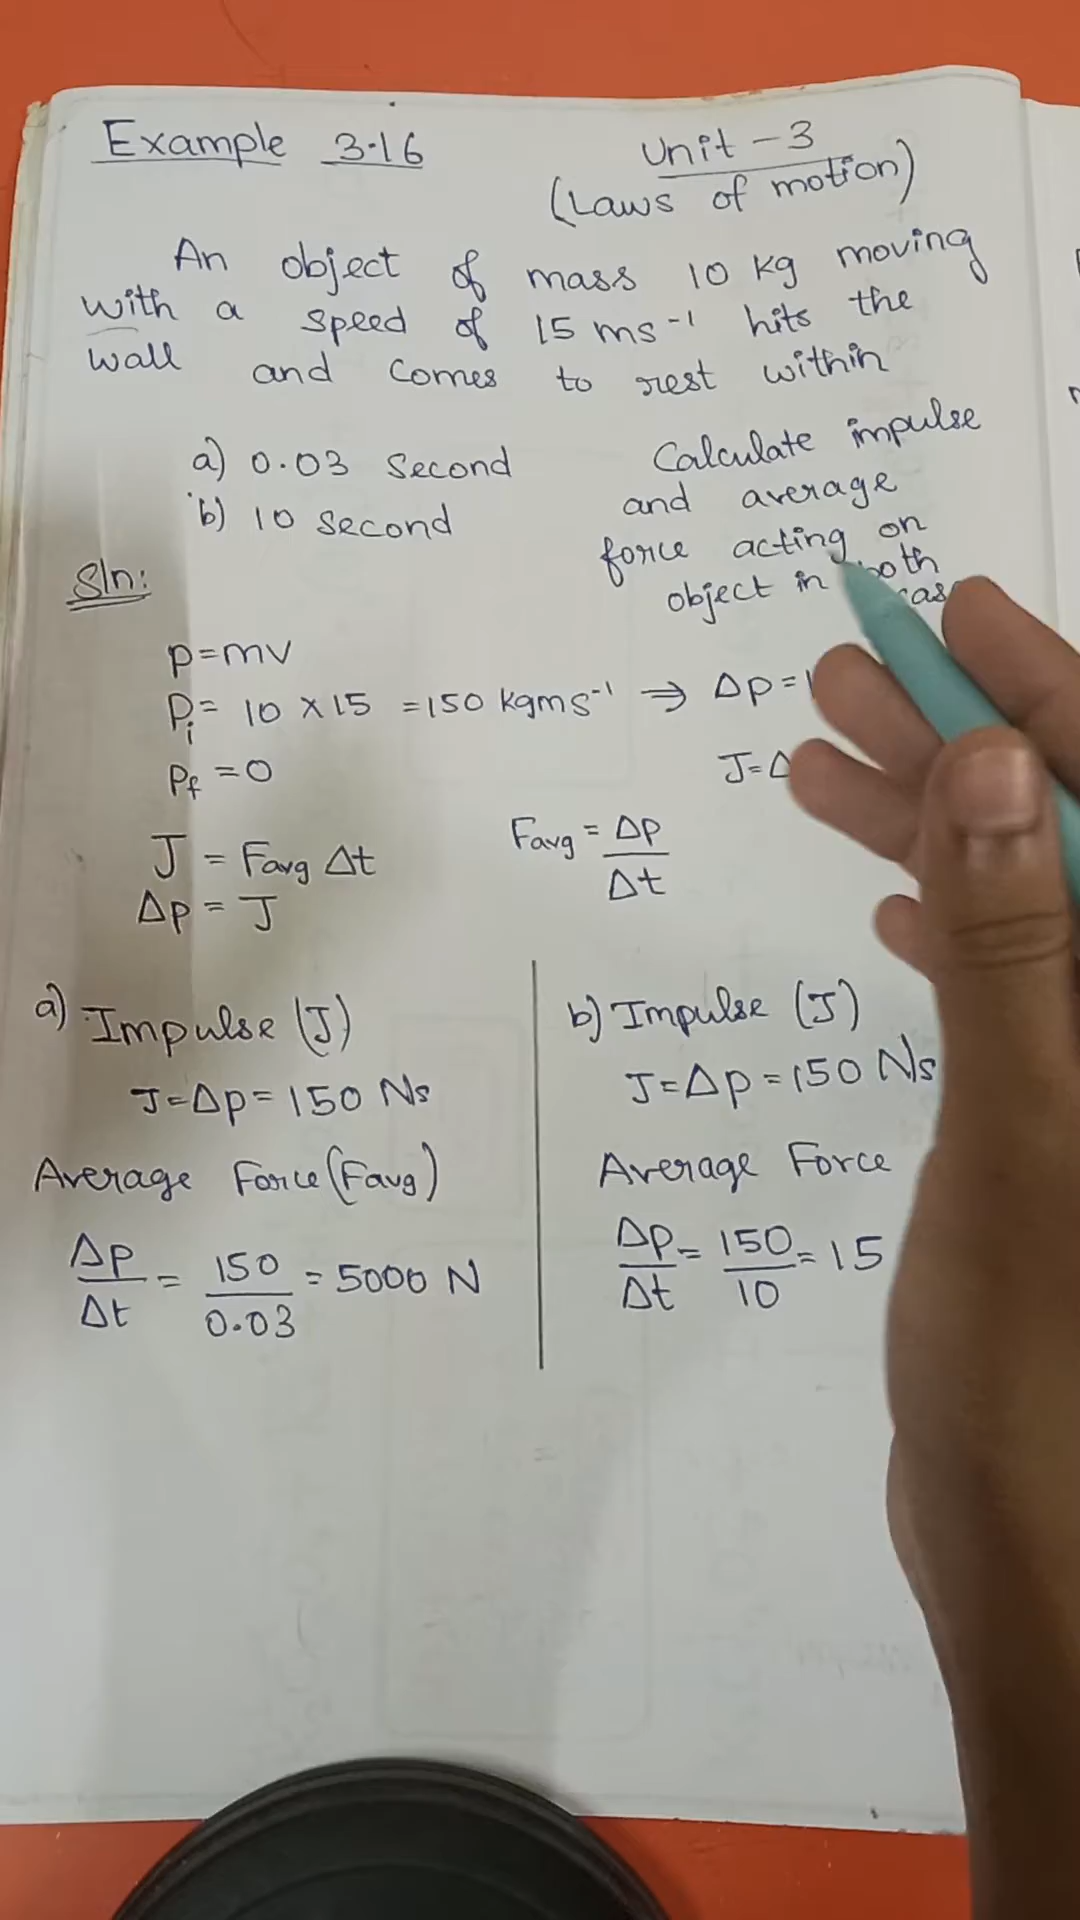 Example 3.16
Unit - 3
(Laws of motion)
An object of mass 10 kg moving
with a speed of 15 ms⁻¹ hits the
wall and comes to rest within
a) 0.03 second
b) 10 second
Calculate impulse
and average
force acting on
object in both
Sln:
p=mv
Pᵢ = 10 × 15 = 150 kgms⁻¹ ⇒ Δp =
P_f = 0
J = Δ
J = Favg Δt
Δp = J
Favg = Δp/Δt
a) Impulse (J)
J=Δp= 150 Ns
Average Force (Favg)
Δp/Δt = 150/0.03 = 5000 N
b) Impulse (J)
J=Δp=150 Ns
Average Force
Δp/Δt = 150/10 = 15